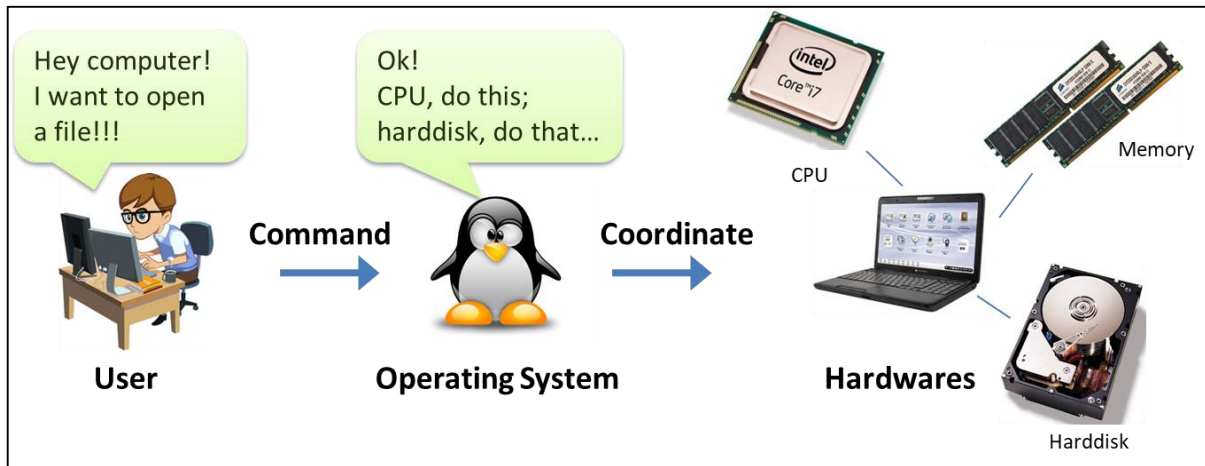 Hey computer!
I want to open
a file!!!
Ok!
CPU, do this;
harddisk, do that…
intel
Core ™i7
CPU
Memory
Command
Coordinate
User
Operating System
Hardwares
Harddisk